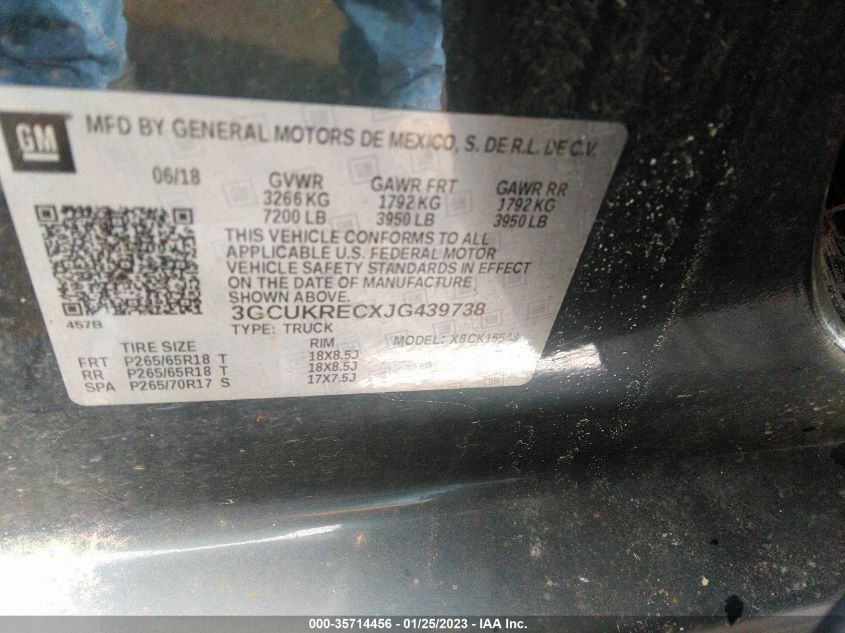 GM
MFD BY GENERAL MOTORS DE MEXICO, S. DE R.L. DE C.V.
06/18 GVWR GAWR FRT GAWR RR
3266 KG 1792 KG 1792 KG
7200 LB 3950 LB 3950 LB
THIS VEHICLE CONFORMS TO ALL
APPLICABLE U.S. FEDERAL MOTOR
VEHICLE SAFETY STANDARDS IN EFFECT
ON THE DATE OF MANUFACTURE
SHOWN ABOVE.
457B
3GCUKRECXJG439738
TYPE: TRUCK MODEL:
TIRE SIZE RIM
FRT P265/65R18 T 18X8.5J
RR P265/65R18 T 18X8.5J
SPA P265/70R17 S 17X7.5J
000-35714456 - 01/25/2023 - IAA Inc.